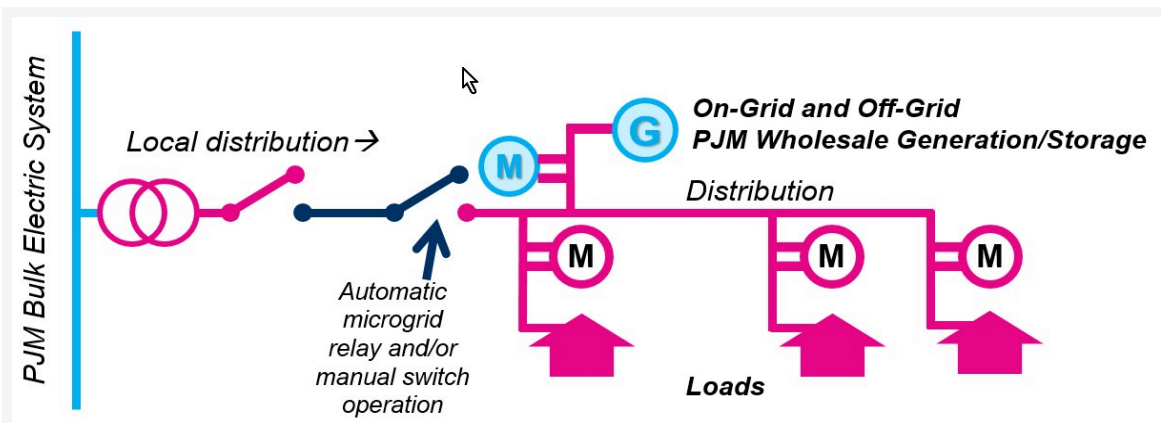 PJM Bulk Electric System
Local distribution →
Automatic
microgrid
relay and/or
manual switch
operation
M
G
On-Grid and Off-Grid
PJM Wholesale Generation/Storage
Distribution
M
M
M
Loads